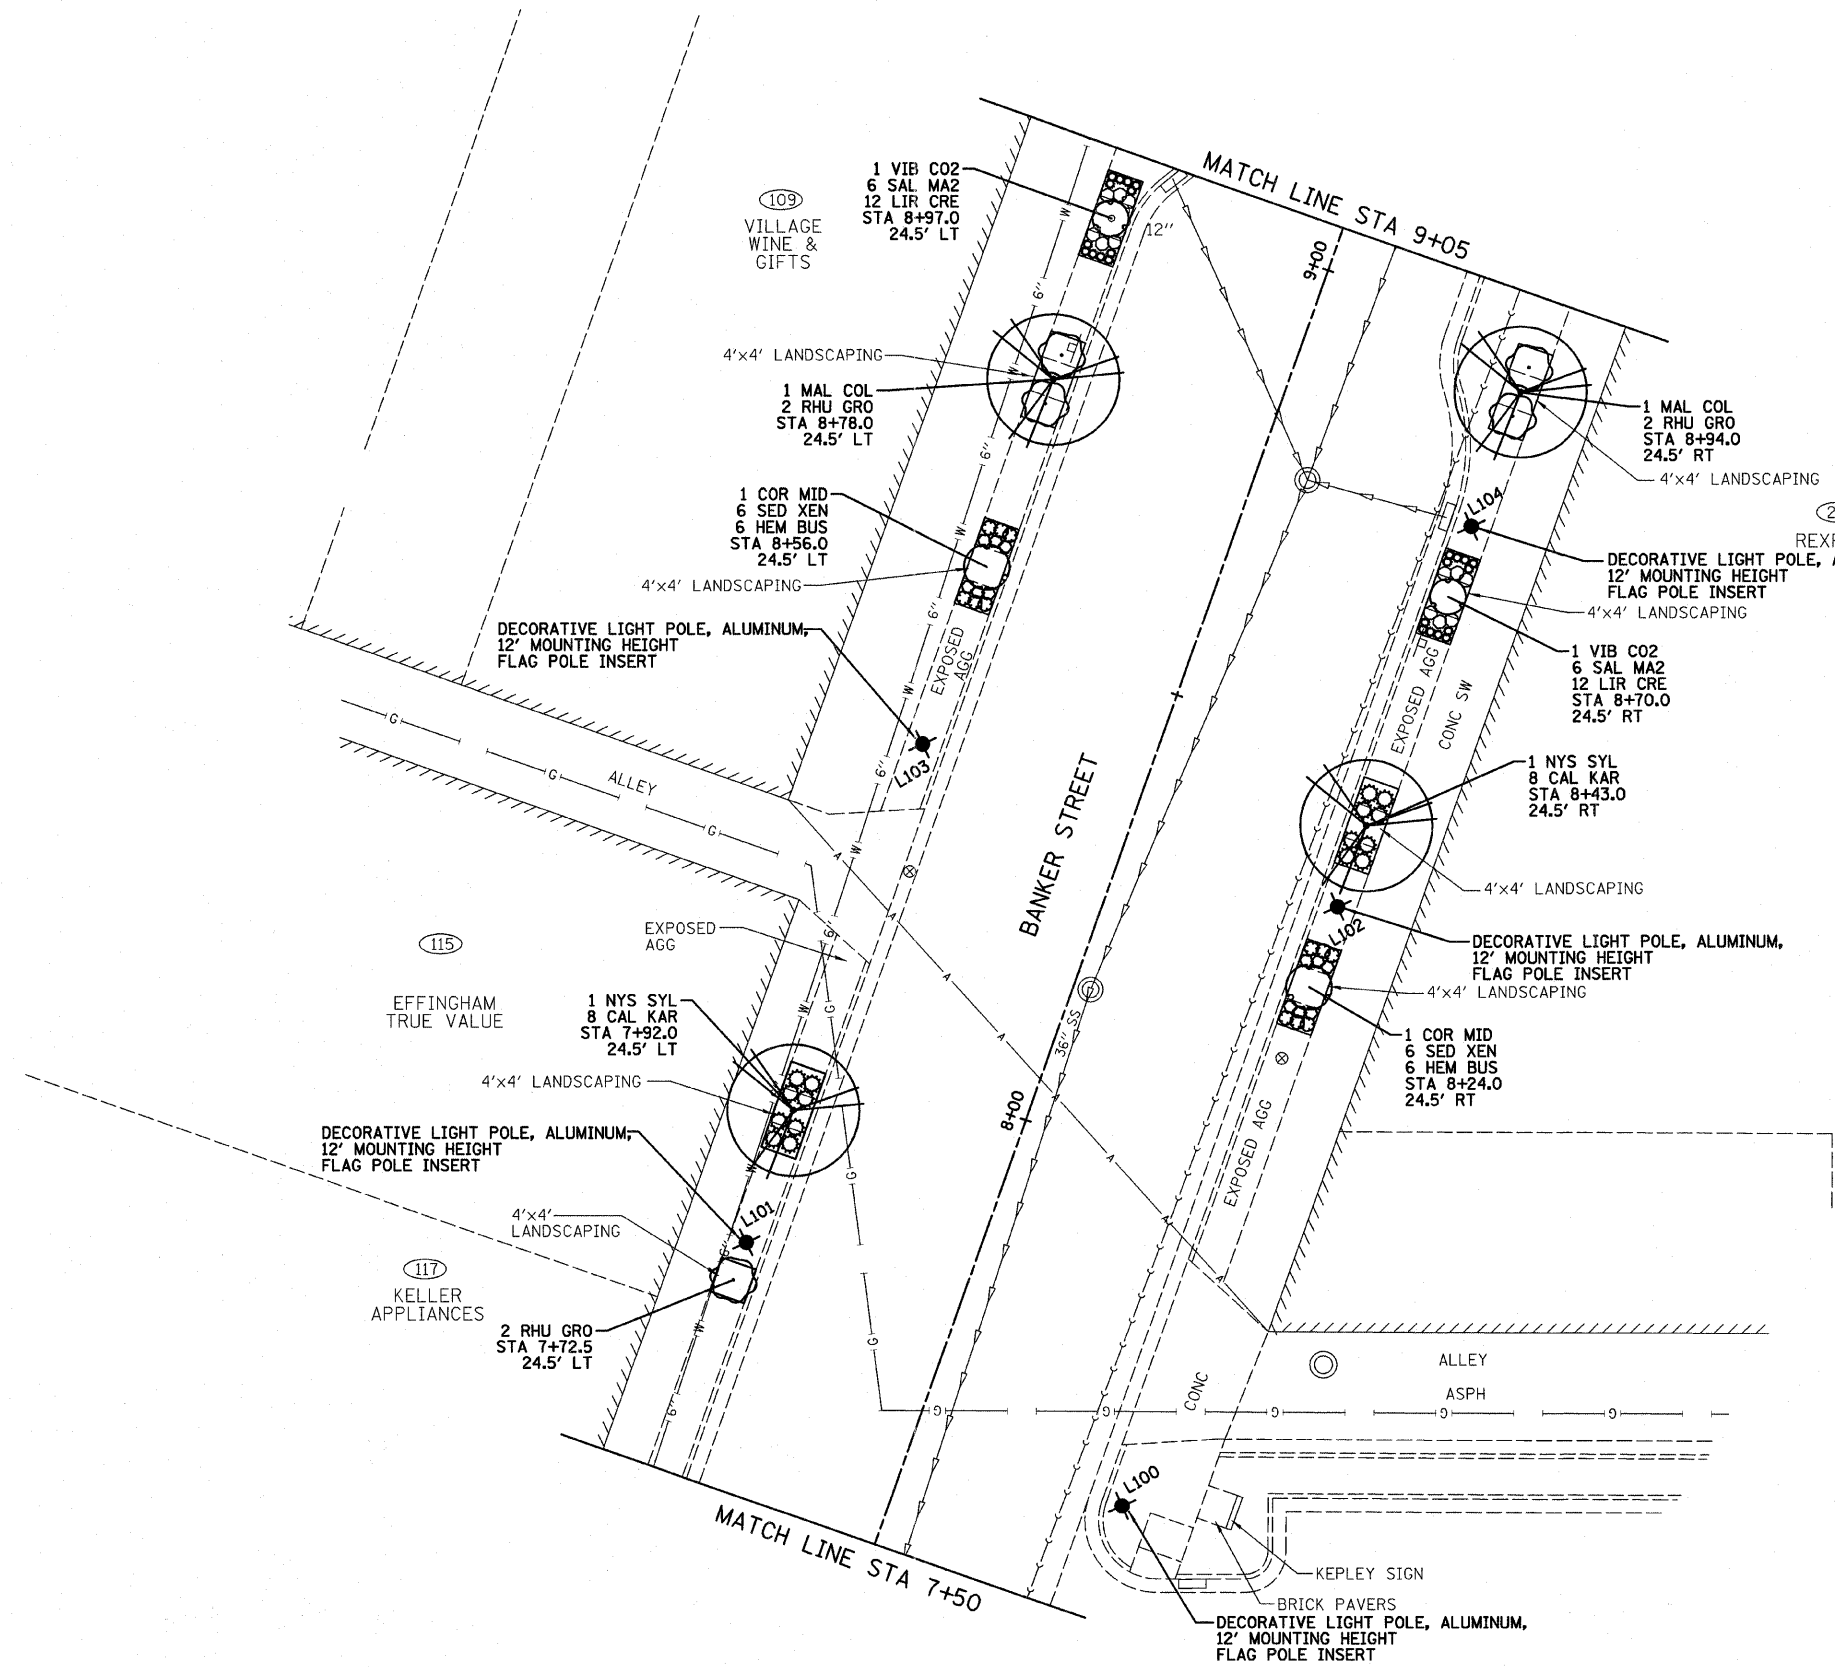 MATCH LINE STA 9+05
1 VIB CO2
6 SAL MA2
12 LIR CRE
STA 8+97.0
24.5' LT
109
VILLAGE
WINE &
GIFTS
12"
9+00
W
6"
4'x4' LANDSCAPING
1 MAL COL
2 RHU GRO
STA 8+78.0
24.5' LT
W
6"
1 MAL COL
2 RHU GRO
STA 8+94.0
24.5' RT
4'x4' LANDSCAPING
1 COR MID
6 SED XEN
6 HEM BUS
STA 8+56.0
24.5' LT
4'x4' LANDSCAPING
W
6"
L104
DECORATIVE LIGHT POLE,
12' MOUNTING HEIGHT
FLAG POLE INSERT
4'x4' LANDSCAPING
DECORATIVE LIGHT POLE, ALUMINUM,
12' MOUNTING HEIGHT
FLAG POLE INSERT
EXPOSED
AGG
W
6"
L103
1 VIB CO2
6 SAL MA2
12 LIR CRE
STA 8+70.0
24.5' RT
EXPOSED AGG
CONC SW
G
G
G
ALLEY
W
A
BANKER STREET
1 NYS SYL
8 CAL KAR
STA 8+43.0
24.5' RT
4'x4' LANDSCAPING
L102
DECORATIVE LIGHT POLE, ALUMINUM,
12' MOUNTING HEIGHT
FLAG POLE INSERT
4'x4' LANDSCAPING
115
EFFINGHAM
TRUE VALUE
EXPOSED
AGG
A
6"
A
W
G
A
36" SS
1 NYS SYL
8 CAL KAR
STA 7+92.0
24.5' LT
4'x4' LANDSCAPING
1 COR MID
6 SED XEN
6 HEM BUS
STA 8+24.0
24.5' RT
8+00
A
A
EXPOSED AGG
DECORATIVE LIGHT POLE, ALUMINUM,
12' MOUNTING HEIGHT
FLAG POLE INSERT
W
G
L101
4'x4'
LANDSCAPING
A
A
117
KELLER
APPLIANCES
2 RHU GRO
STA 7+72.5
24.5' LT
W
G
6"
ALLEY
ASPH
CONC
G
G
G
G
G
L100
MATCH LINE STA 7+50
KEPLEY SIGN
BRICK PAVERS
DECORATIVE LIGHT POLE, ALUMINUM,
12' MOUNTING HEIGHT
FLAG POLE INSERT